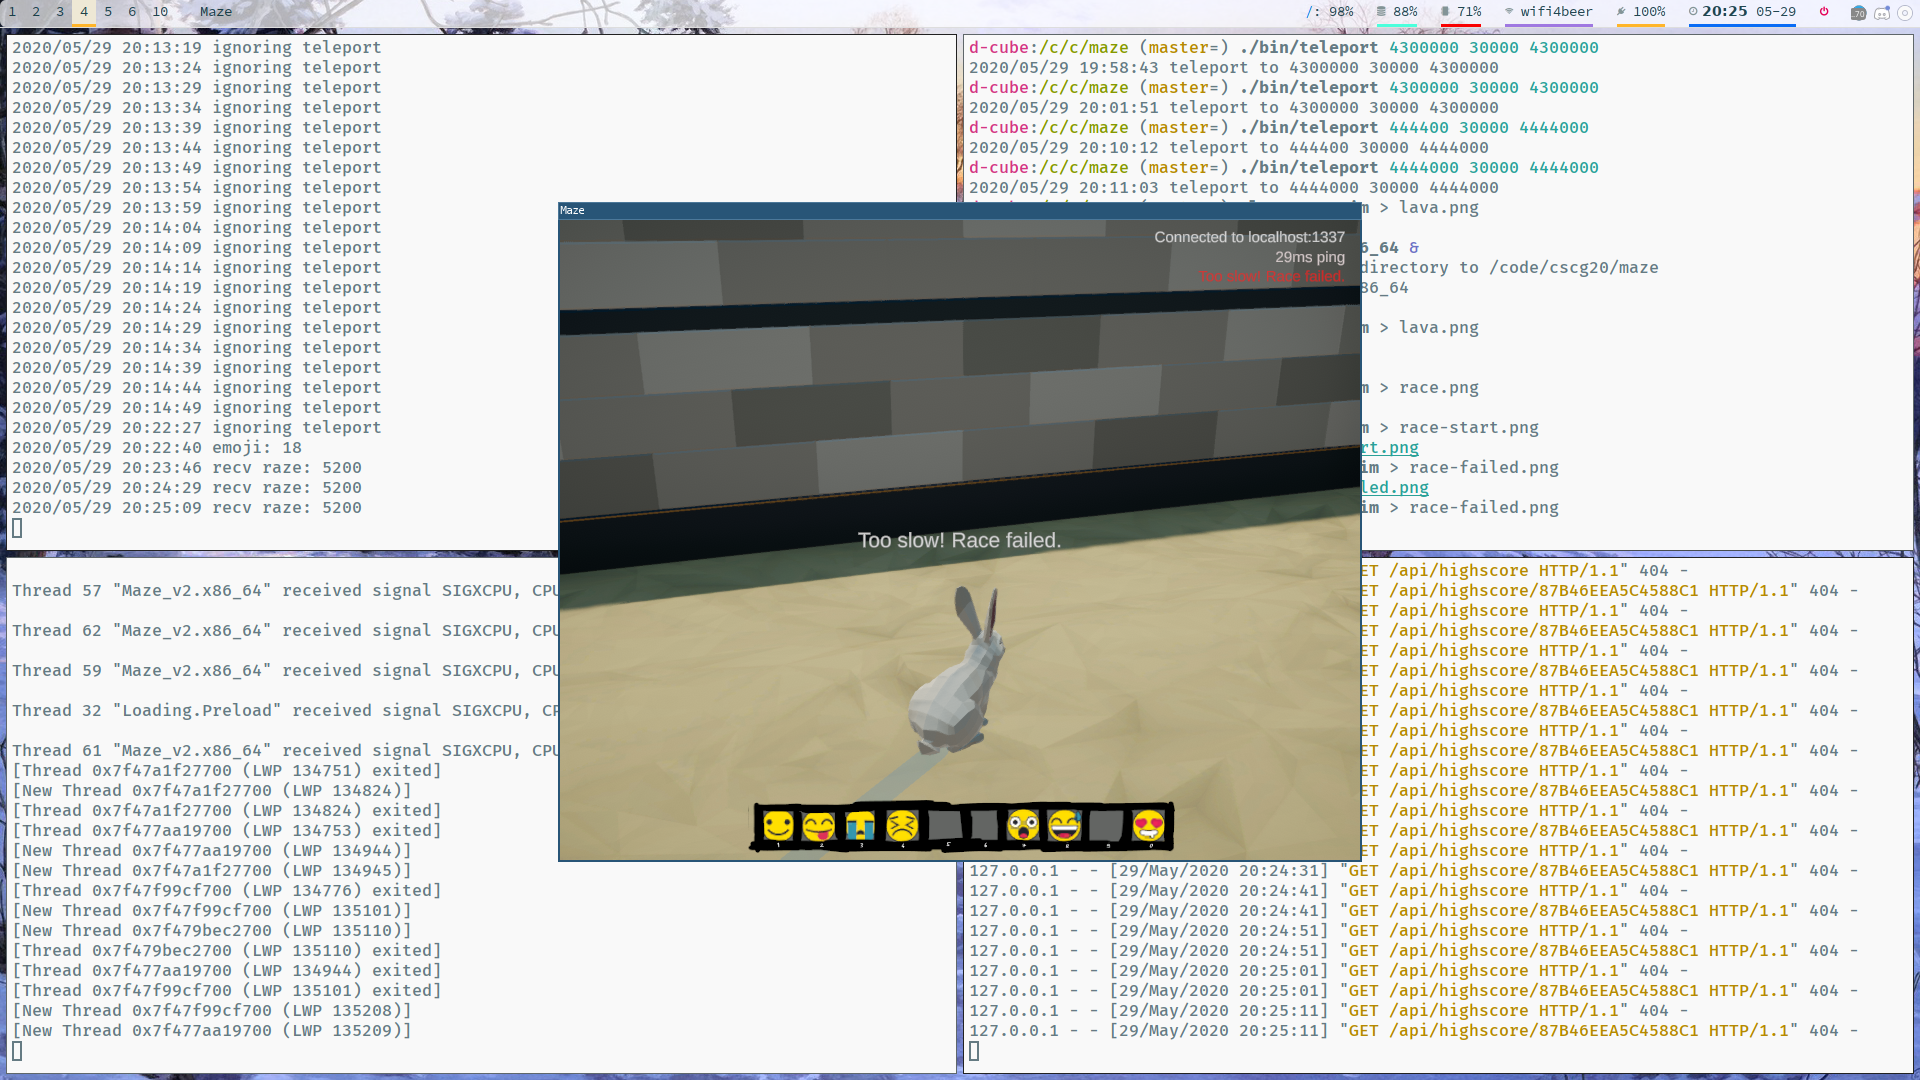 1 2 3 4 5 6 10 Maze
/: 98% 88% 71% wifi4beer 100% 20:25 05-29 70
2020/05/29 20:13:19 ignoring teleport
2020/05/29 20:13:24 ignoring teleport
2020/05/29 20:13:29 ignoring teleport
2020/05/29 20:13:34 ignoring teleport
2020/05/29 20:13:39 ignoring teleport
2020/05/29 20:13:44 ignoring teleport
2020/05/29 20:13:49 ignoring teleport
2020/05/29 20:13:54 ignoring teleport
2020/05/29 20:13:59 ignoring teleport
2020/05/29 20:14:04 ignoring teleport
2020/05/29 20:14:09 ignoring teleport
2020/05/29 20:14:14 ignoring teleport
2020/05/29 20:14:19 ignoring teleport
2020/05/29 20:14:24 ignoring teleport
2020/05/29 20:14:29 ignoring teleport
2020/05/29 20:14:34 ignoring teleport
2020/05/29 20:14:39 ignoring teleport
2020/05/29 20:14:44 ignoring teleport
2020/05/29 20:14:49 ignoring teleport
2020/05/29 20:22:27 ignoring teleport
2020/05/29 20:22:40 emoji: 18
2020/05/29 20:23:46 recv raze: 5200
2020/05/29 20:24:29 recv raze: 5200
2020/05/29 20:25:09 recv raze: 5200
d-cube:/c/c/maze (master=) ./bin/teleport 4300000 30000 4300000
2020/05/29 19:58:43 teleport to 4300000 30000 4300000
d-cube:/c/c/maze (master=) ./bin/teleport 4300000 30000 4300000
2020/05/29 20:01:51 teleport to 4300000 30000 4300000
d-cube:/c/c/maze (master=) ./bin/teleport 444400 30000 4444000
2020/05/29 20:10:12 teleport to 444400 30000 4444000
d-cube:/c/c/maze (master=) ./bin/teleport 4444000 30000 4444000
2020/05/29 20:11:03 teleport to 4444000 30000 4444000
m > lava.png
6_64 &
directory to /code/cscg20/maze
86_64
m > lava.png
m > race.png
m > race-start.png
rt.png
im > race-failed.png
led.png
im > race-failed.png
Maze
Connected to localhost:1337
29ms ping
Too slow! Race failed.
Too slow! Race failed.
1 2 3 4 5 6 7 8 9 0
Thread 57 "Maze_v2.x86_64" received signal SIGXCPU, CPU
Thread 62 "Maze_v2.x86_64" received signal SIGXCPU, CPU
Thread 59 "Maze_v2.x86_64" received signal SIGXCPU, CPU
Thread 32 "Loading.Preload" received signal SIGXCPU, CP
Thread 61 "Maze_v2.x86_64" received signal SIGXCPU, CPU
[Thread 0x7f47a1f27700 (LWP 134751) exited]
[New Thread 0x7f47a1f27700 (LWP 134824)]
[Thread 0x7f47a1f27700 (LWP 134824) exited]
[Thread 0x7f477aa19700 (LWP 134753) exited]
[New Thread 0x7f477aa19700 (LWP 134944)]
[New Thread 0x7f47a1f27700 (LWP 134945)]
[Thread 0x7f47f99cf700 (LWP 134776) exited]
[New Thread 0x7f47f99cf700 (LWP 135101)]
[New Thread 0x7f479bec2700 (LWP 135110)]
[Thread 0x7f479bec2700 (LWP 135110) exited]
[Thread 0x7f477aa19700 (LWP 134944) exited]
[Thread 0x7f47f99cf700 (LWP 135101) exited]
[New Thread 0x7f47f99cf700 (LWP 135208)]
[New Thread 0x7f477aa19700 (LWP 135209)]
ET /api/highscore HTTP/1.1" 404 -
ET /api/highscore/87B46EEA5C4588C1 HTTP/1.1" 404 -
ET /api/highscore HTTP/1.1" 404 -
ET /api/highscore/87B46EEA5C4588C1 HTTP/1.1" 404 -
ET /api/highscore HTTP/1.1" 404 -
ET /api/highscore/87B46EEA5C4588C1 HTTP/1.1" 404 -
ET /api/highscore HTTP/1.1" 404 -
ET /api/highscore/87B46EEA5C4588C1 HTTP/1.1" 404 -
ET /api/highscore HTTP/1.1" 404 -
ET /api/highscore/87B46EEA5C4588C1 HTTP/1.1" 404 -
ET /api/highscore HTTP/1.1" 404 -
ET /api/highscore/87B46EEA5C4588C1 HTTP/1.1" 404 -
ET /api/highscore HTTP/1.1" 404 -
ET /api/highscore/87B46EEA5C4588C1 HTTP/1.1" 404 -
ET /api/highscore HTTP/1.1" 404 -
127.0.0.1 - - [29/May/2020 20:24:31] "GET /api/highscore/87B46EEA5C4588C1 HTTP/1.1" 404 -
127.0.0.1 - - [29/May/2020 20:24:41] "GET /api/highscore HTTP/1.1" 404 -
127.0.0.1 - - [29/May/2020 20:24:41] "GET /api/highscore/87B46EEA5C4588C1 HTTP/1.1" 404 -
127.0.0.1 - - [29/May/2020 20:24:51] "GET /api/highscore HTTP/1.1" 404 -
127.0.0.1 - - [29/May/2020 20:24:51] "GET /api/highscore/87B46EEA5C4588C1 HTTP/1.1" 404 -
127.0.0.1 - - [29/May/2020 20:25:01] "GET /api/highscore HTTP/1.1" 404 -
127.0.0.1 - - [29/May/2020 20:25:01] "GET /api/highscore/87B46EEA5C4588C1 HTTP/1.1" 404 -
127.0.0.1 - - [29/May/2020 20:25:11] "GET /api/highscore HTTP/1.1" 404 -
127.0.0.1 - - [29/May/2020 20:25:11] "GET /api/highscore/87B46EEA5C4588C1 HTTP/1.1" 404 -